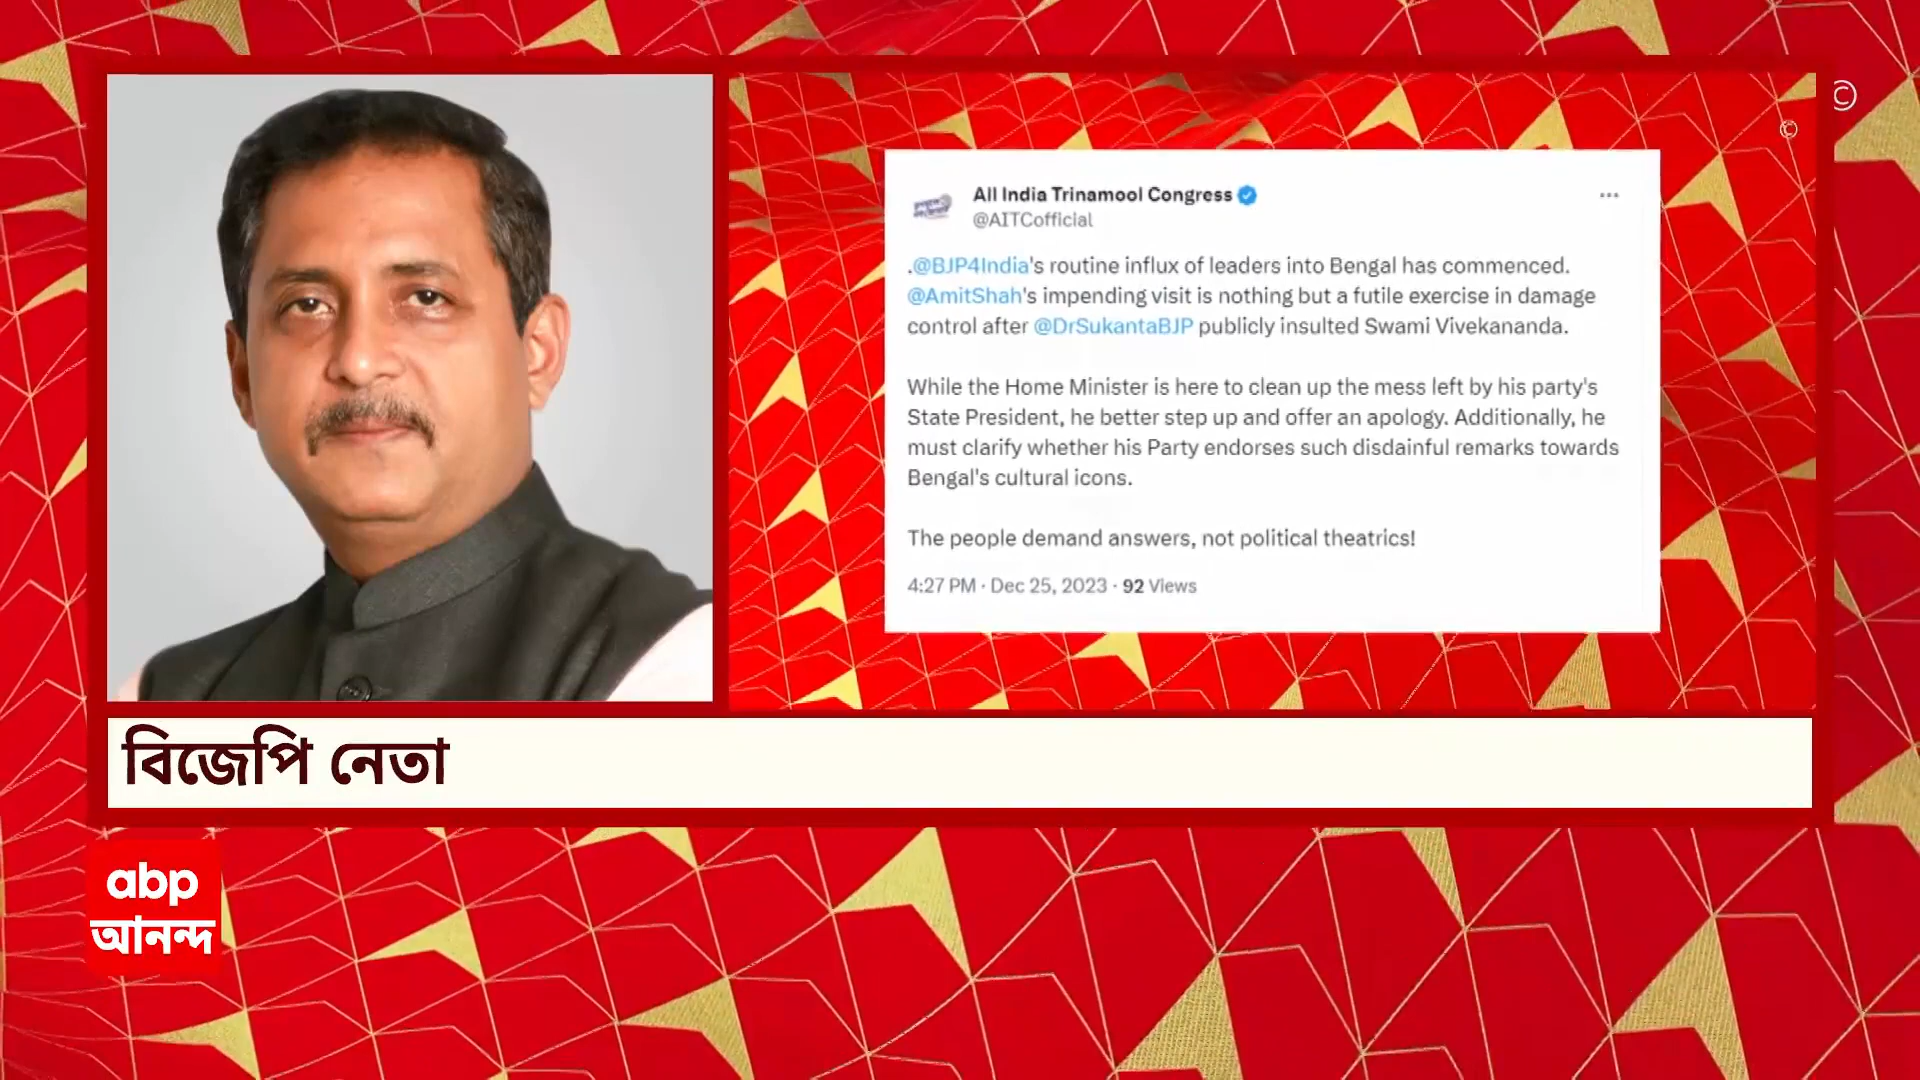 ©
©
All India Trinamool Congress
@AITCofficial
.@BJP4India's routine influx of leaders into Bengal has commenced.
@AmitShah's impending visit is nothing but a futile exercise in damage
control after @DrSukantaBJP publicly insulted Swami Vivekananda.
While the Home Minister is here to clean up the mess left by his party's
State President, he better step up and offer an apology. Additionally, he
must clarify whether his Party endorses such disdainful remarks towards
Bengal's cultural icons.
The people demand answers, not political theatrics!
4:27 PM · Dec 25, 2023 · 92 Views
বিজেপি নেতা
abp
আনন্দ